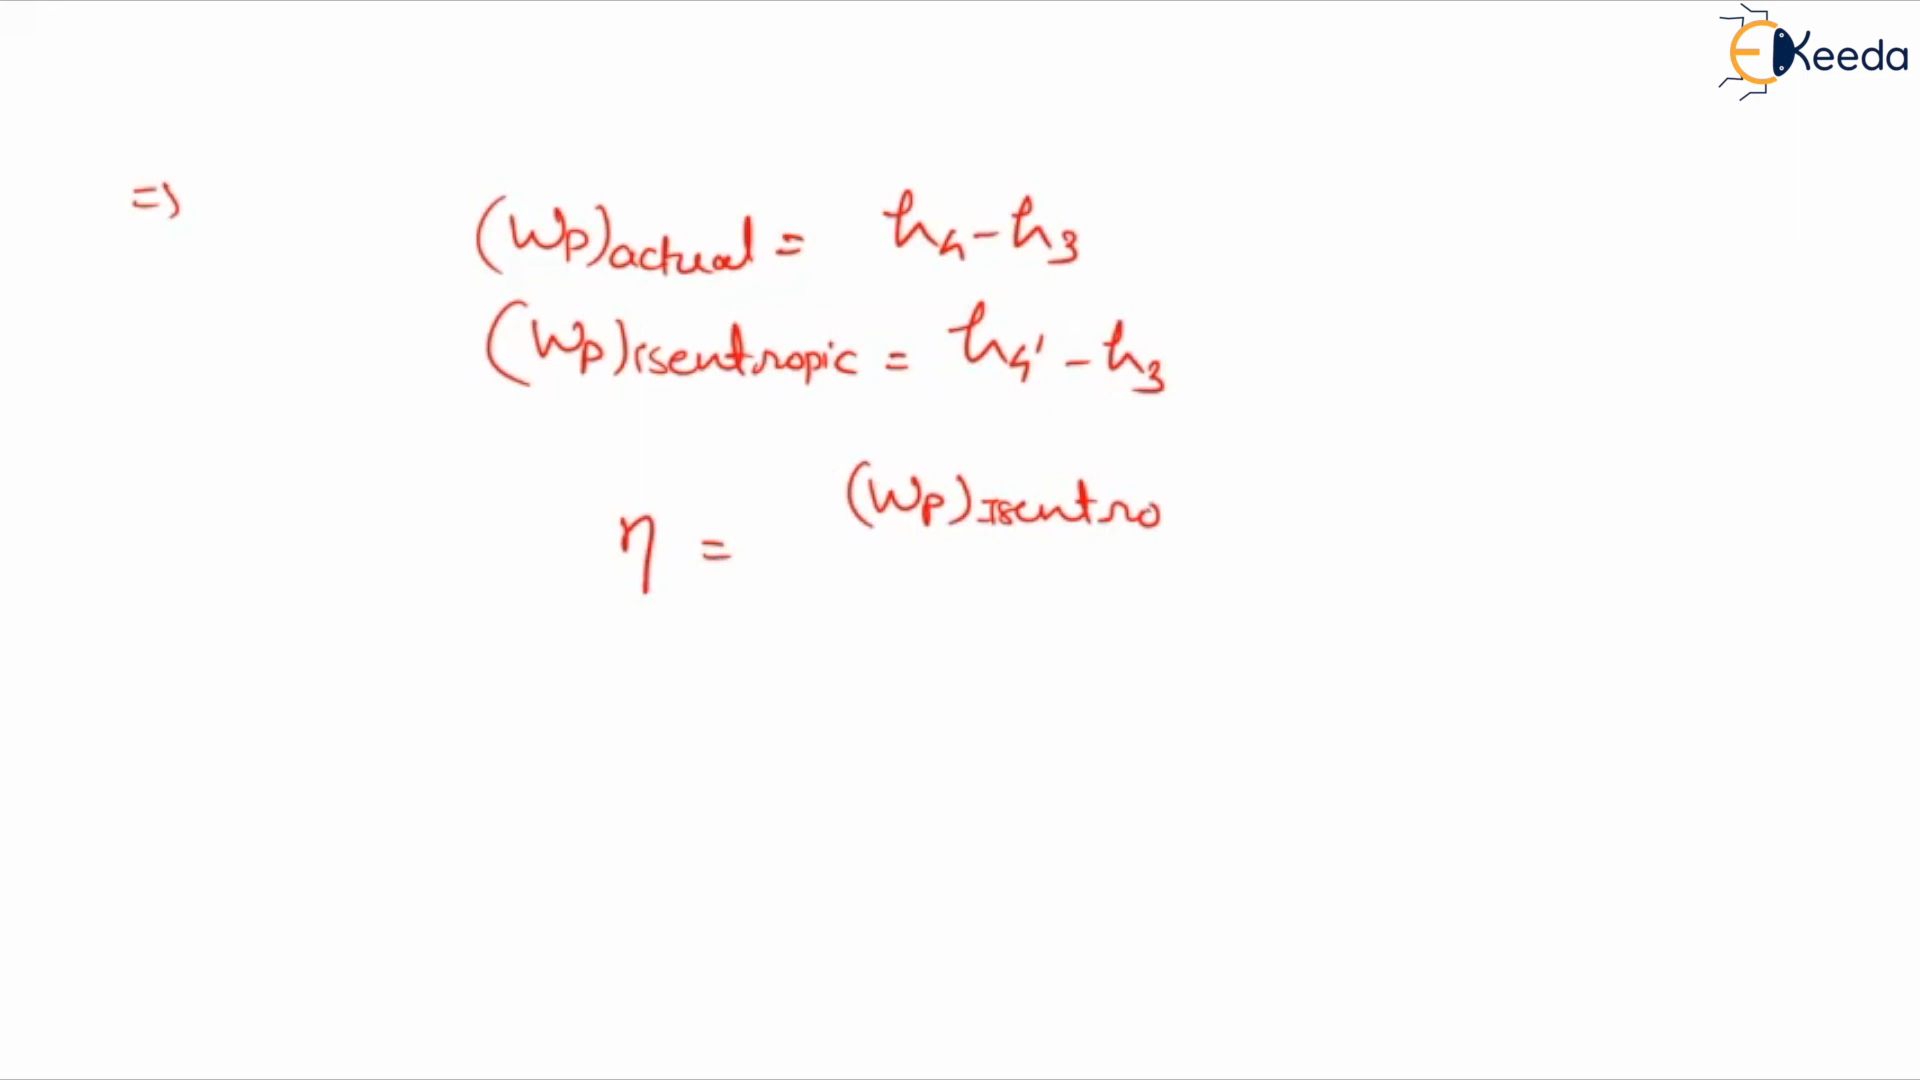 EKeeda
=> (Wp)actual = h4 - h3
(Wp)isentropic = h4' - h3
(Wp)Isentro
η =